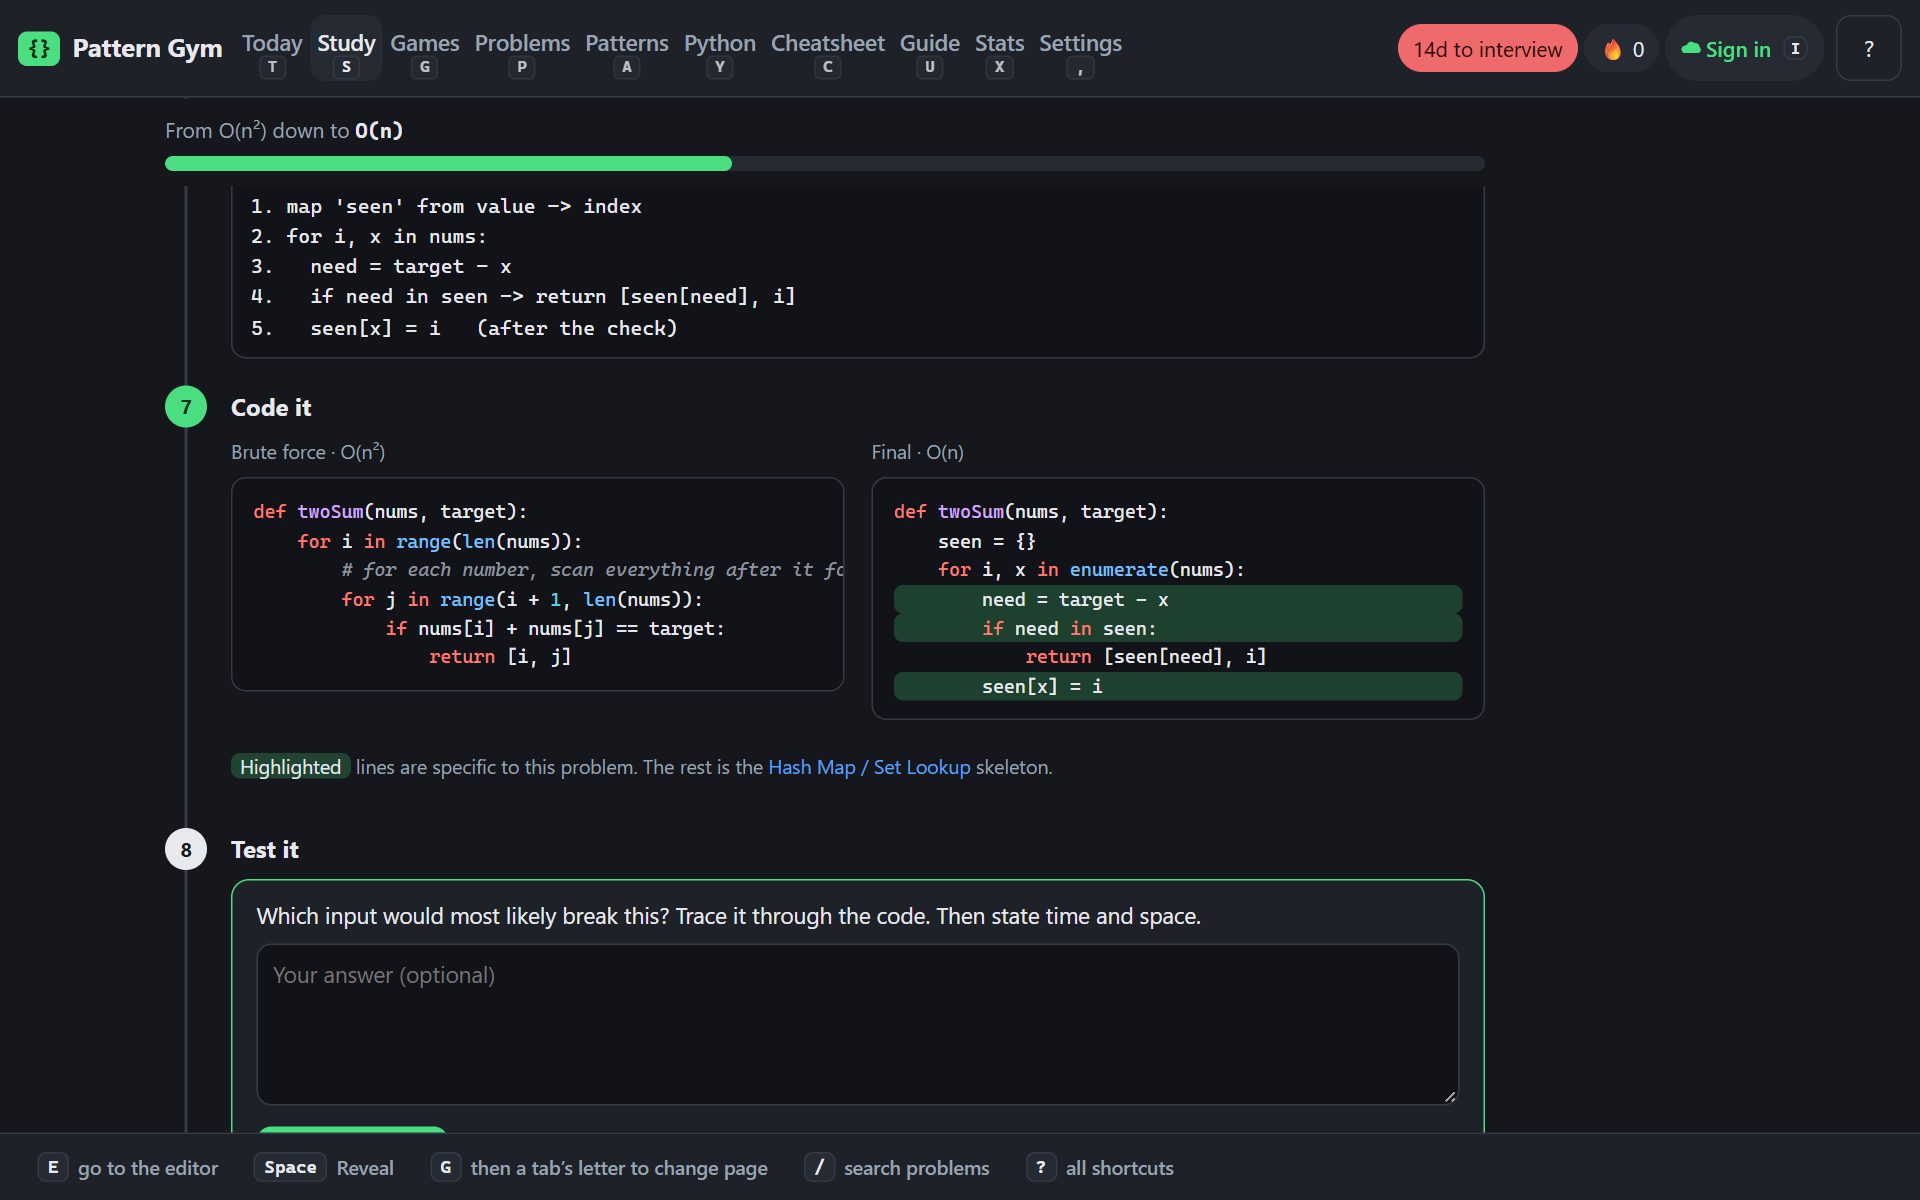 {} Pattern Gym
Today Study Games Problems Patterns Python Cheatsheet Guide Stats Settings
T S G P A Y C U X ,
14d to interview
0
Sign in I
?
From O(n²) down to O(n)
1. map 'seen' from value -> index
2. for i, x in nums:
3.   need = target - x
4.   if need in seen -> return [seen[need], i]
5.   seen[x] = i   (after the check)
7 Code it
Brute force · O(n²)
def twoSum(nums, target):
    for i in range(len(nums)):
        # for each number, scan everything after it
        for j in range(i + 1, len(nums)):
            if nums[i] + nums[j] == target:
                return [i, j]
Final · O(n)
def twoSum(nums, target):
    seen = {}
    for i, x in enumerate(nums):
        need = target - x
        if need in seen:
            return [seen[need], i]
        seen[x] = i
Highlighted lines are specific to this problem. The rest is the Hash Map / Set Lookup skeleton.
8 Test it
Which input would most likely break this? Trace it through the code. Then state time and space.
Your answer (optional)
E go to the editor Space Reveal G then a tab’s letter to change page / search problems ? all shortcuts